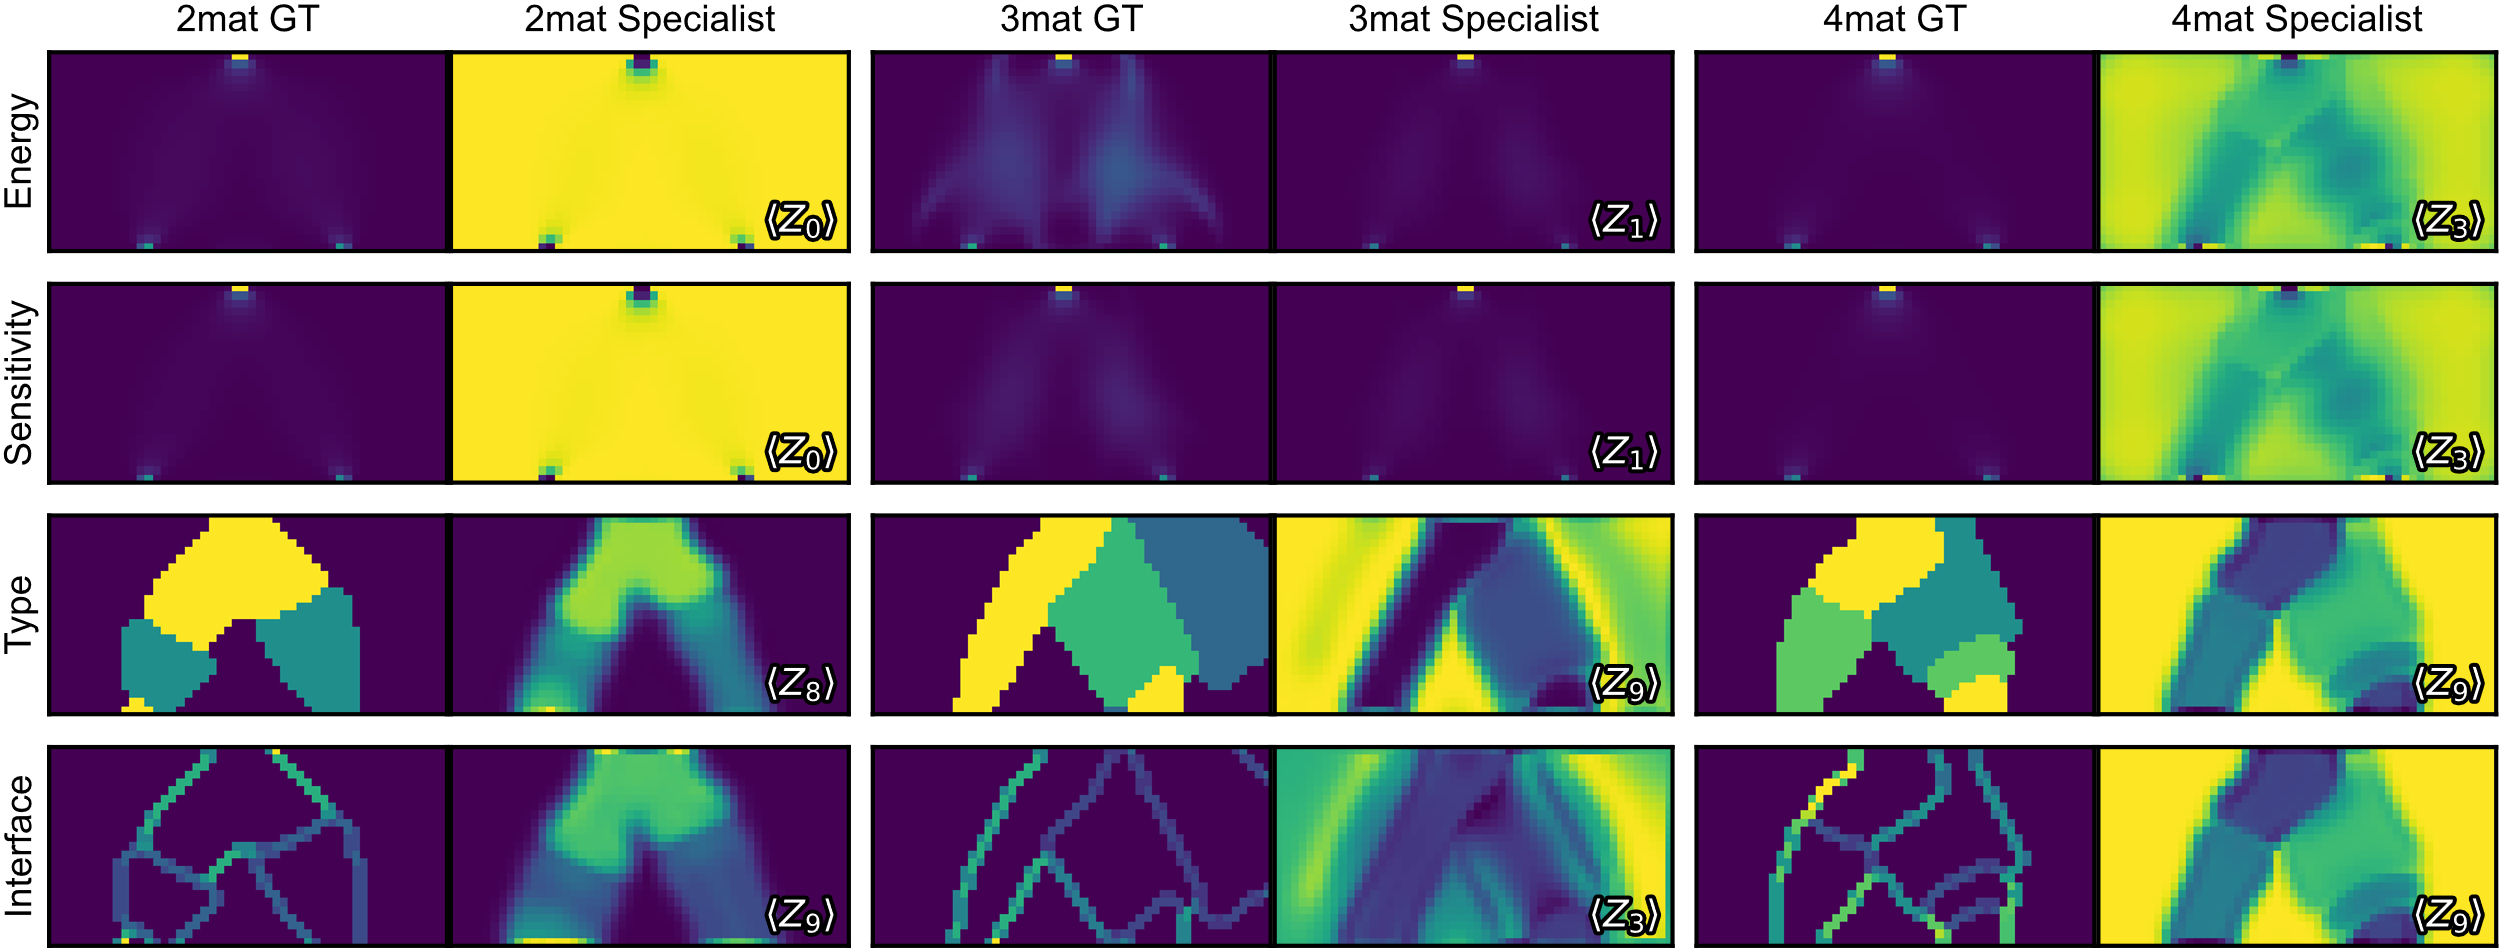 2mat GT 2mat Specialist 3mat GT 3mat Specialist 4mat GT 4mat Specialist
Energy ⟨z₀⟩ ⟨z₁⟩ ⟨z₃⟩
Sensitivity ⟨z₀⟩ ⟨z₁⟩ ⟨z₃⟩
Type ⟨z₈⟩ ⟨z₉⟩ ⟨z₉⟩
Interface ⟨z₉⟩ ⟨z₃⟩ ⟨z₉⟩